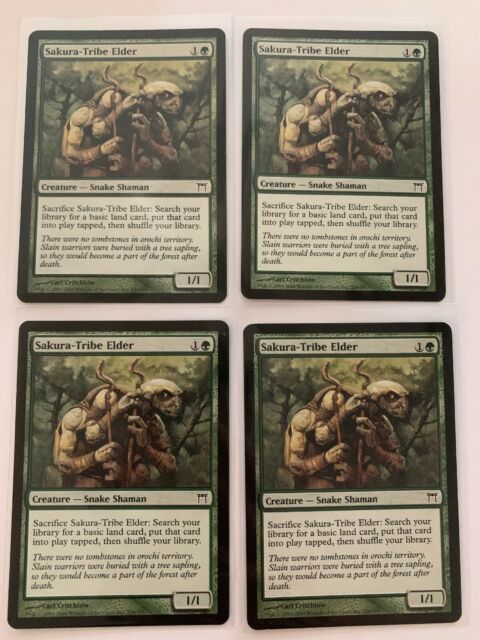 Sakura-Tribe Elder 1
Creature — Snake Shaman
Sacrifice Sakura-Tribe Elder: Search your
library for a basic land card, put that card
into play tapped, then shuffle your library.
There were no tombstones in orochi territory.
Slain warriors were buried with a tree sapling,
so they would become a part of the forest after
death.
Carl Critchlow
1/1
Sakura-Tribe Elder 1
Creature — Snake Shaman
Sacrifice Sakura-Tribe Elder: Search your
library for a basic land card, put that card
into play tapped, then shuffle your library.
There were no tombstones in orochi territory.
Slain warriors were buried with a tree sapling,
so they would become a part of the forest after
death.
Carl Critchlow
1/1
Sakura-Tribe Elder 1
Creature — Snake Shaman
Sacrifice Sakura-Tribe Elder: Search your
library for a basic land card, put that card
into play tapped, then shuffle your library.
There were no tombstones in orochi territory.
Slain warriors were buried with a tree sapling,
so they would become a part of the forest after
death.
Carl Critchlow
1/1
Sakura-Tribe Elder 1
Creature — Snake Shaman
Sacrifice Sakura-Tribe Elder: Search your
library for a basic land card, put that card
into play tapped, then shuffle your library.
There were no tombstones in orochi territory.
Slain warriors were buried with a tree sapling,
so they would become a part of the forest after
death.
Carl Critchlow
1/1